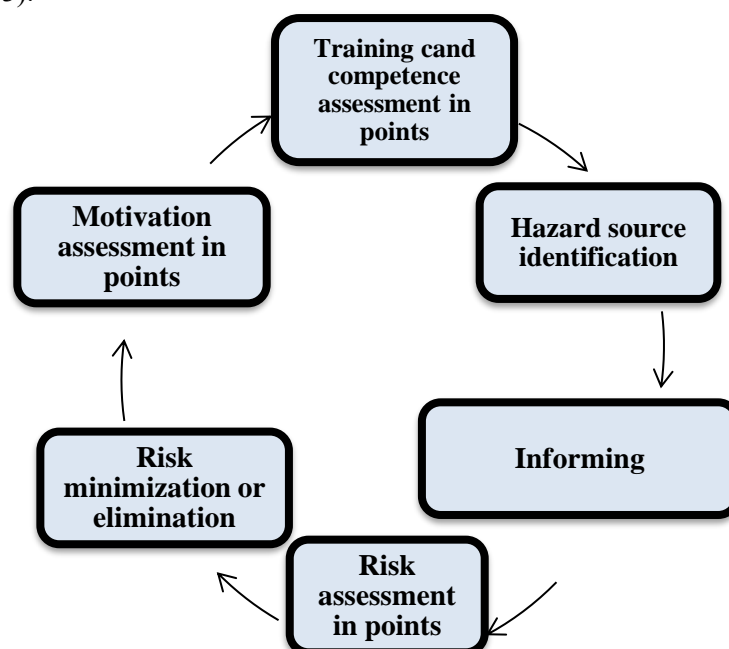 3).
Training cand
competence
assessment in
points
Hazard source
identification
Informing
Risk
assessment
in points
Risk
minimization or
elimination
Motivation
assessment in
points